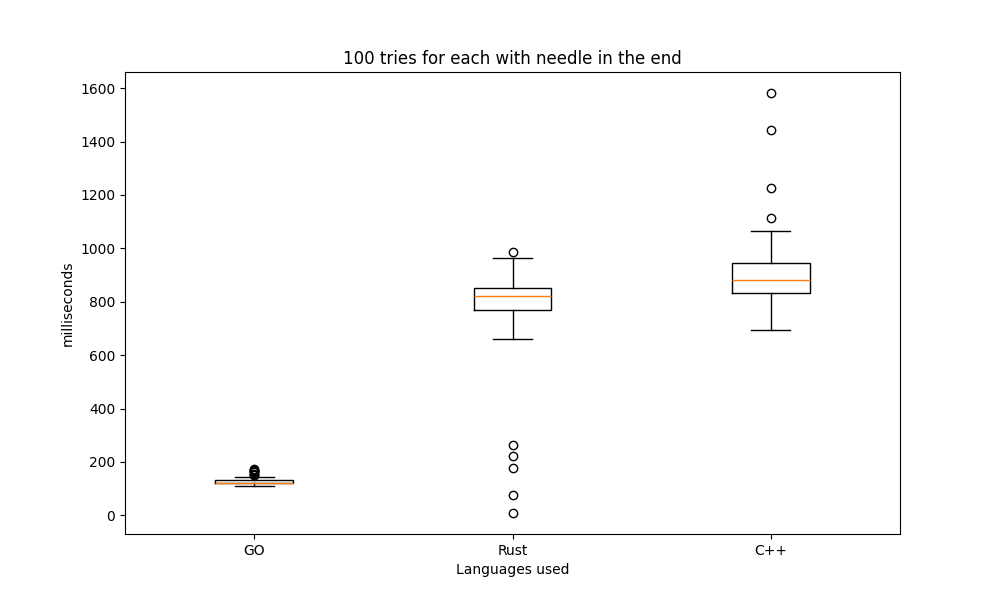 100 tries for each with needle in the end
milliseconds
1600
1400
1200
1000
800
600
400
200
0
GO Rust C++
Languages used